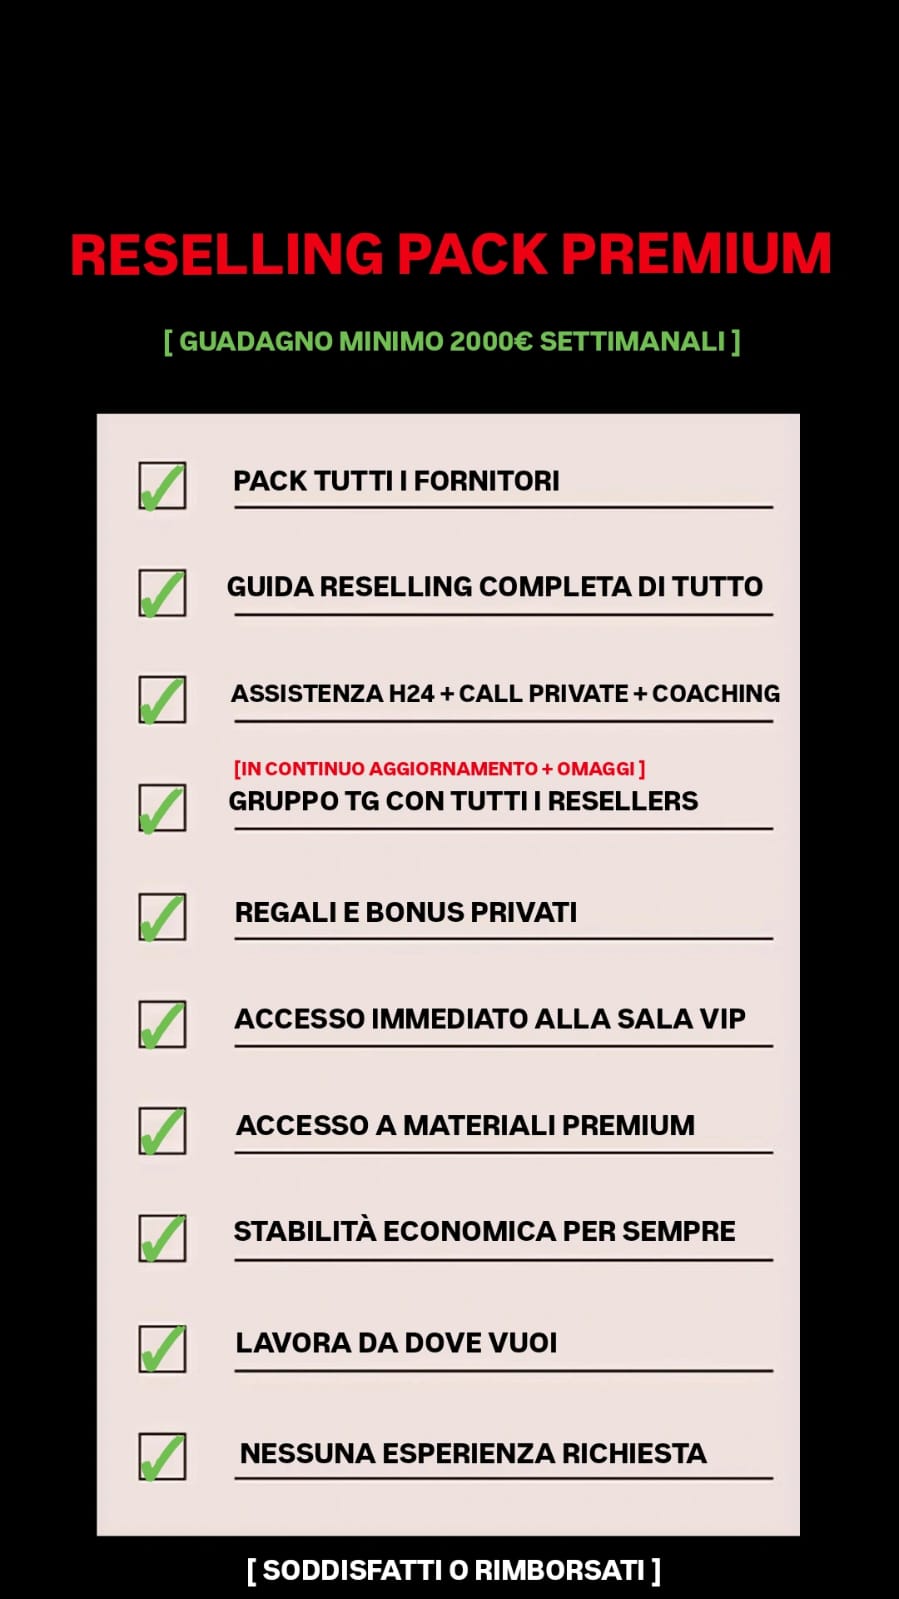 RESELLING PACK PREMIUM
[ GUADAGNO MINIMO 2000€ SETTIMANALI ]
PACK TUTTI I FORNITORI
GUIDA RESELLING COMPLETA DI TUTTO
ASSISTENZA H24 + CALL PRIVATE + COACHING
[IN CONTINUO AGGIORNAMENTO + OMAGGI ]
GRUPPO TG CON TUTTI I RESELLERS
REGALI E BONUS PRIVATI
ACCESSO IMMEDIATO ALLA SALA VIP
ACCESSO A MATERIALI PREMIUM
STABILITÀ ECONOMICA PER SEMPRE
LAVORA DA DOVE VUOI
NESSUNA ESPERIENZA RICHIESTA
[ SODDISFATTI O RIMBORSATI ]